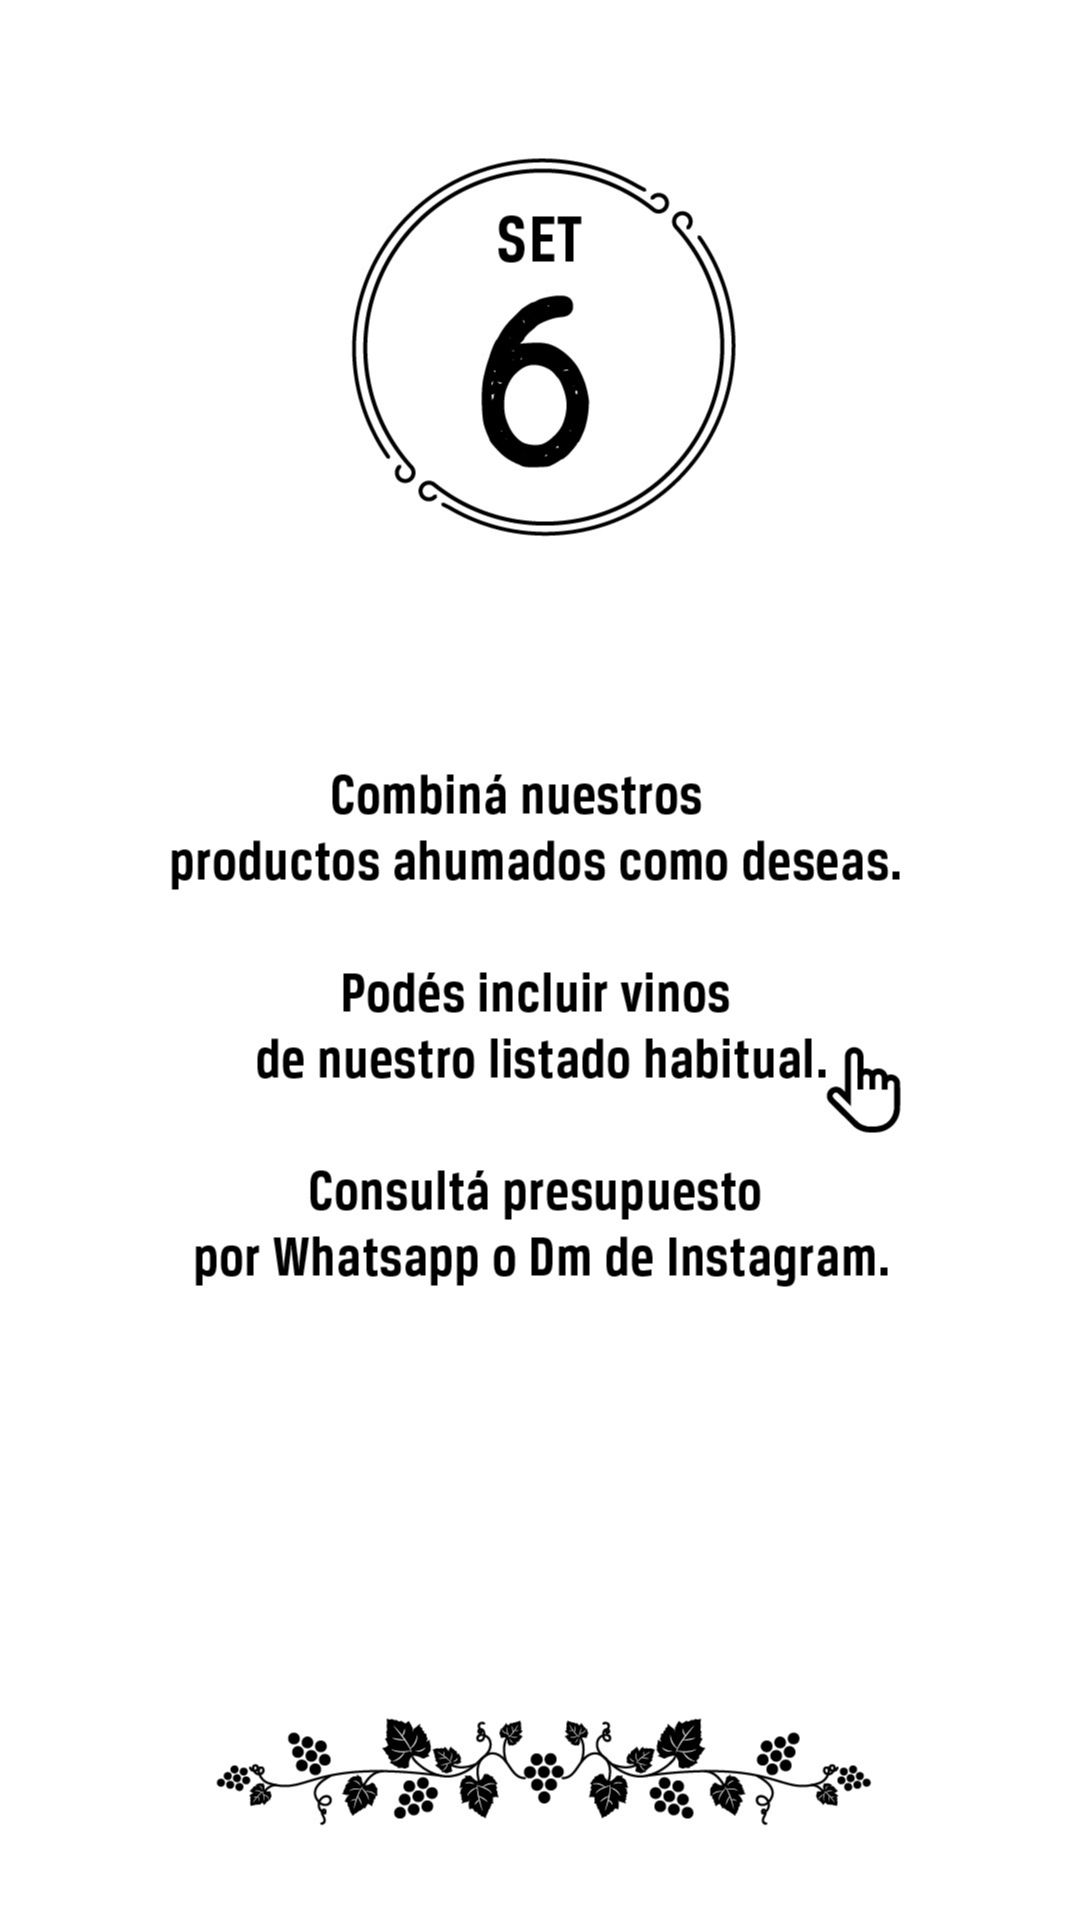 SET
6
Combiná nuestros
productos ahumados como deseas.
Podés incluir vinos
de nuestro listado habitual.
Consultá presupuesto
por Whatsapp o Dm de Instagram.